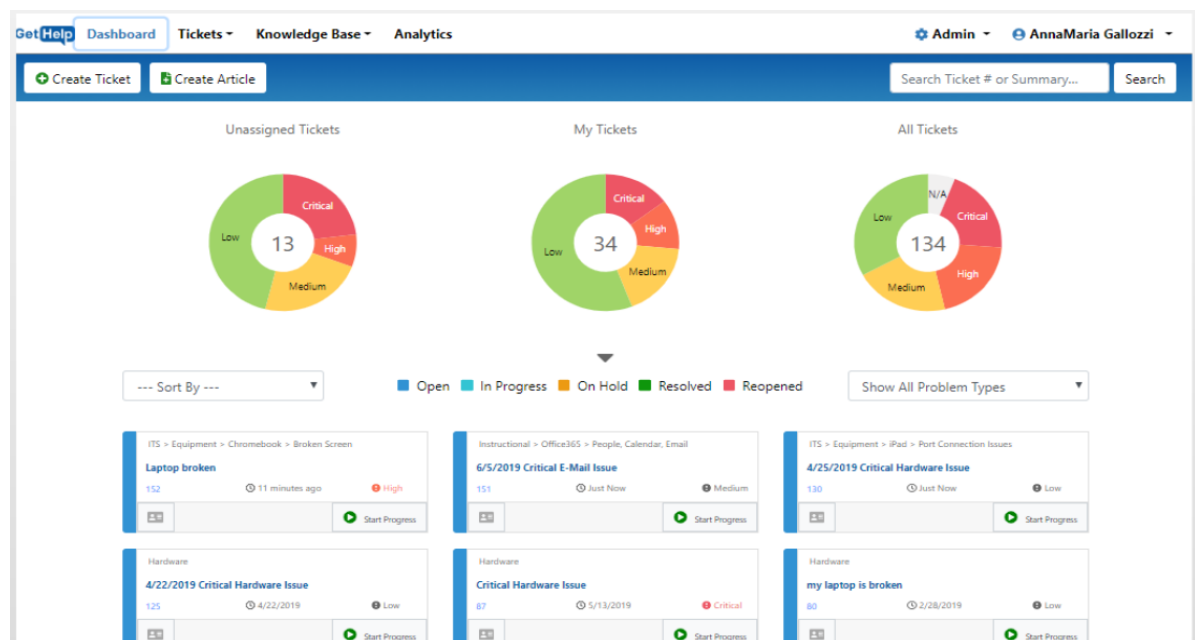 GetHelp Dashboard Tickets Knowledge Base Analytics Admin AnnaMaria Gallozzi
Create Ticket Create Article Search Ticket # or Summary... Search
Unassigned Tickets My Tickets All Tickets
Critical
High
Medium
Low
13
Critical
High
Medium
Low
34
N/A
Critical
High
Medium
Low
134
--- Sort By --- Open In Progress On Hold Resolved Reopened Show All Problem Types
ITS > Equipment > Chromebook > Broken Screen
Laptop broken
152 11 minutes ago High
Start Progress
Instructional > Office365 > People, Calendar, Email
6/5/2019 Critical E-Mail Issue
151 Just Now Medium
Start Progress
ITS > Equipment > iPad > Port Connection Issues
4/25/2019 Critical Hardware Issue
130 Just Now Low
Start Progress
Hardware
4/22/2019 Critical Hardware Issue
125 4/22/2019 Low
Start Progress
Hardware
Critical Hardware Issue
87 5/13/2019 Critical
Start Progress
Hardware
my laptop is broken
80 2/28/2019 Low
Start Progress